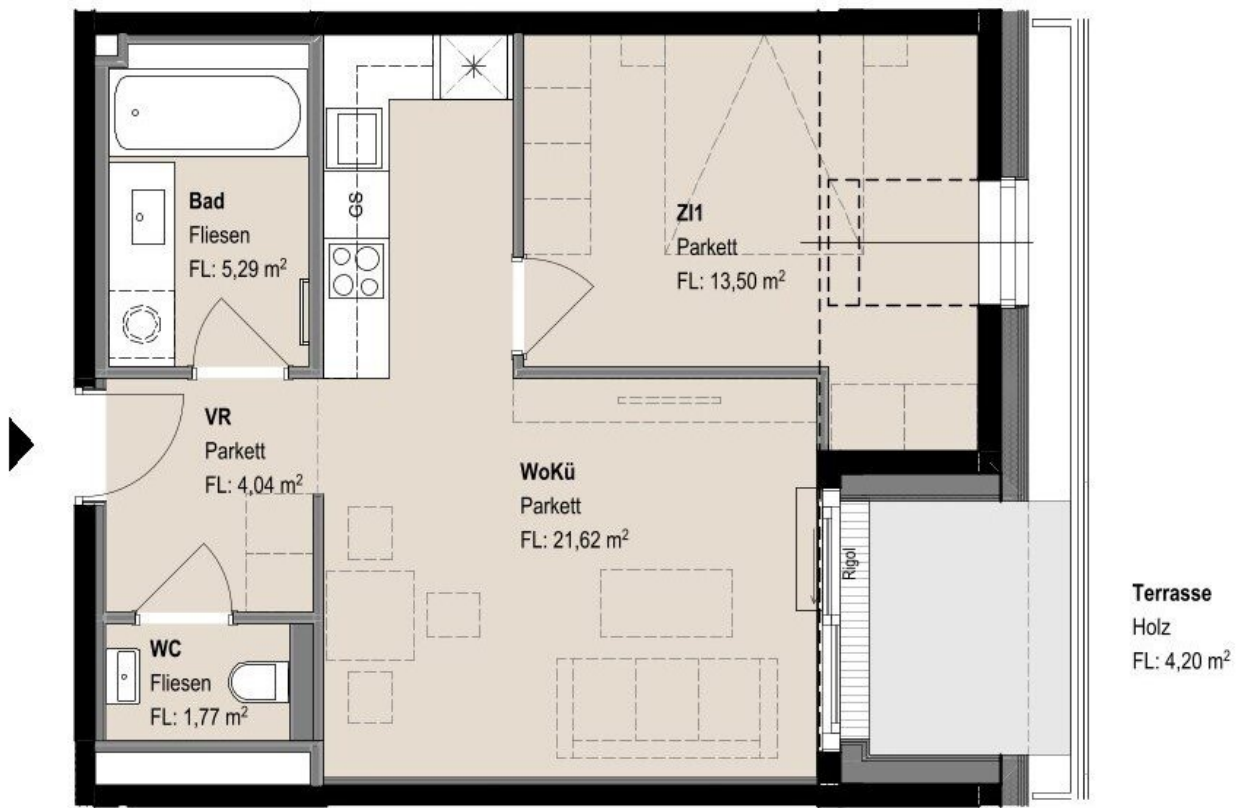 Bad
Fliesen
FL: 5,29 m²
GS
ZI1
Parkett
FL: 13,50 m²
VR
Parkett
FL: 4,04 m²
WoKü
Parkett
FL: 21,62 m²
Rigol
Terrasse
Holz
FL: 4,20 m²
WC
Fliesen
FL: 1,77 m²